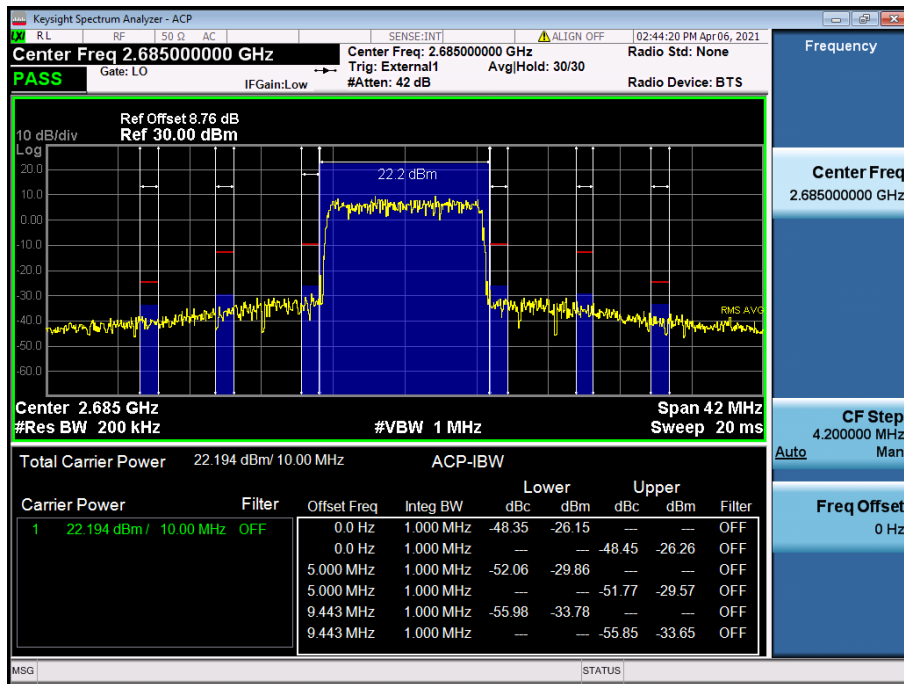 Keysight Spectrum Analyzer - ACP
LXI RL RF 50 Ω AC SENSE:INT ALIGN OFF 02:44:20 PM Apr 06, 2021
Center Freq 2.685000000 GHz
PASS
Gate: LO
IFGain:Low
Center Freq: 2.685000000 GHz
Trig: External1 Avg|Hold: 30/30
#Atten: 42 dB
Radio Std: None
Radio Device: BTS
Ref Offset 8.76 dB
10 dB/div Ref 30.00 dBm
Log
20.0
10.0
0.00
-10.0
-20.0
-30.0
-40.0
-50.0
-60.0
22.2 dBm
RMS AVG
Center 2.685 GHz Span 42 MHz
#Res BW 200 kHz #VBW 1 MHz Sweep 20 ms
Total Carrier Power 22.194 dBm/ 10.00 MHz ACP-IBW
Lower Upper
Carrier Power Filter Offset Freq Integ BW dBc dBm dBc dBm Filter
1 22.194 dBm / 10.00 MHz OFF 0.0 Hz 1.000 MHz -48.35 -26.15 --- --- OFF
0.0 Hz 1.000 MHz --- --- -48.45 -26.26 OFF
5.000 MHz 1.000 MHz -52.06 -29.86 --- --- OFF
5.000 MHz 1.000 MHz --- --- -51.77 -29.57 OFF
9.443 MHz 1.000 MHz -55.98 -33.78 --- --- OFF
9.443 MHz 1.000 MHz --- --- -55.85 -33.65 OFF
MSG STATUS
Frequency
Center Freq
2.685000000 GHz
CF Step
4.200000 MHz
Auto Man
Freq Offset
0 Hz